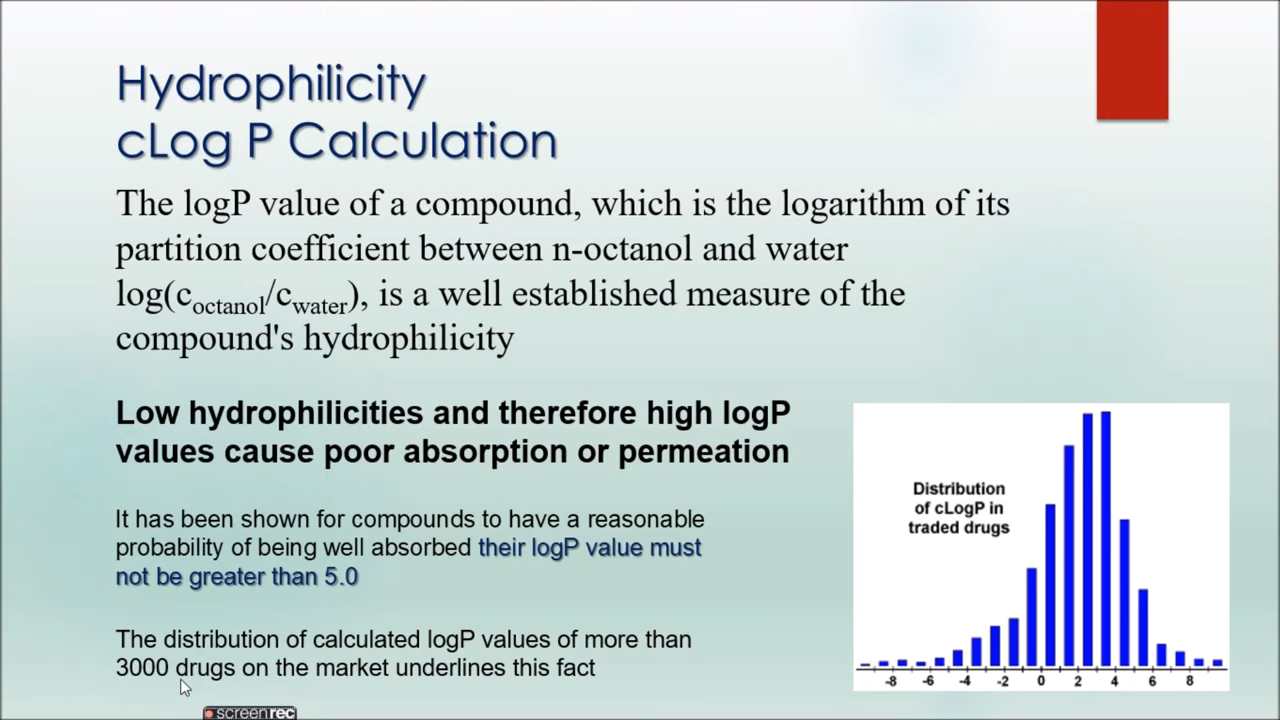 Hydrophilicity
cLog P Calculation
The logP value of a compound, which is the logarithm of its
partition coefficient between n-octanol and water
log(c_octanol/c_water), is a well established measure of the
compound's hydrophilicity
Low hydrophilicities and therefore high logP
values cause poor absorption or permeation
It has been shown for compounds to have a reasonable
probability of being well absorbed their logP value must
not be greater than 5.0
The distribution of calculated logP values of more than
3000 drugs on the market underlines this fact
Distribution
of cLogP in
traded drugs
-8 -6 -4 -2 0 2 4 6 8
screenrec